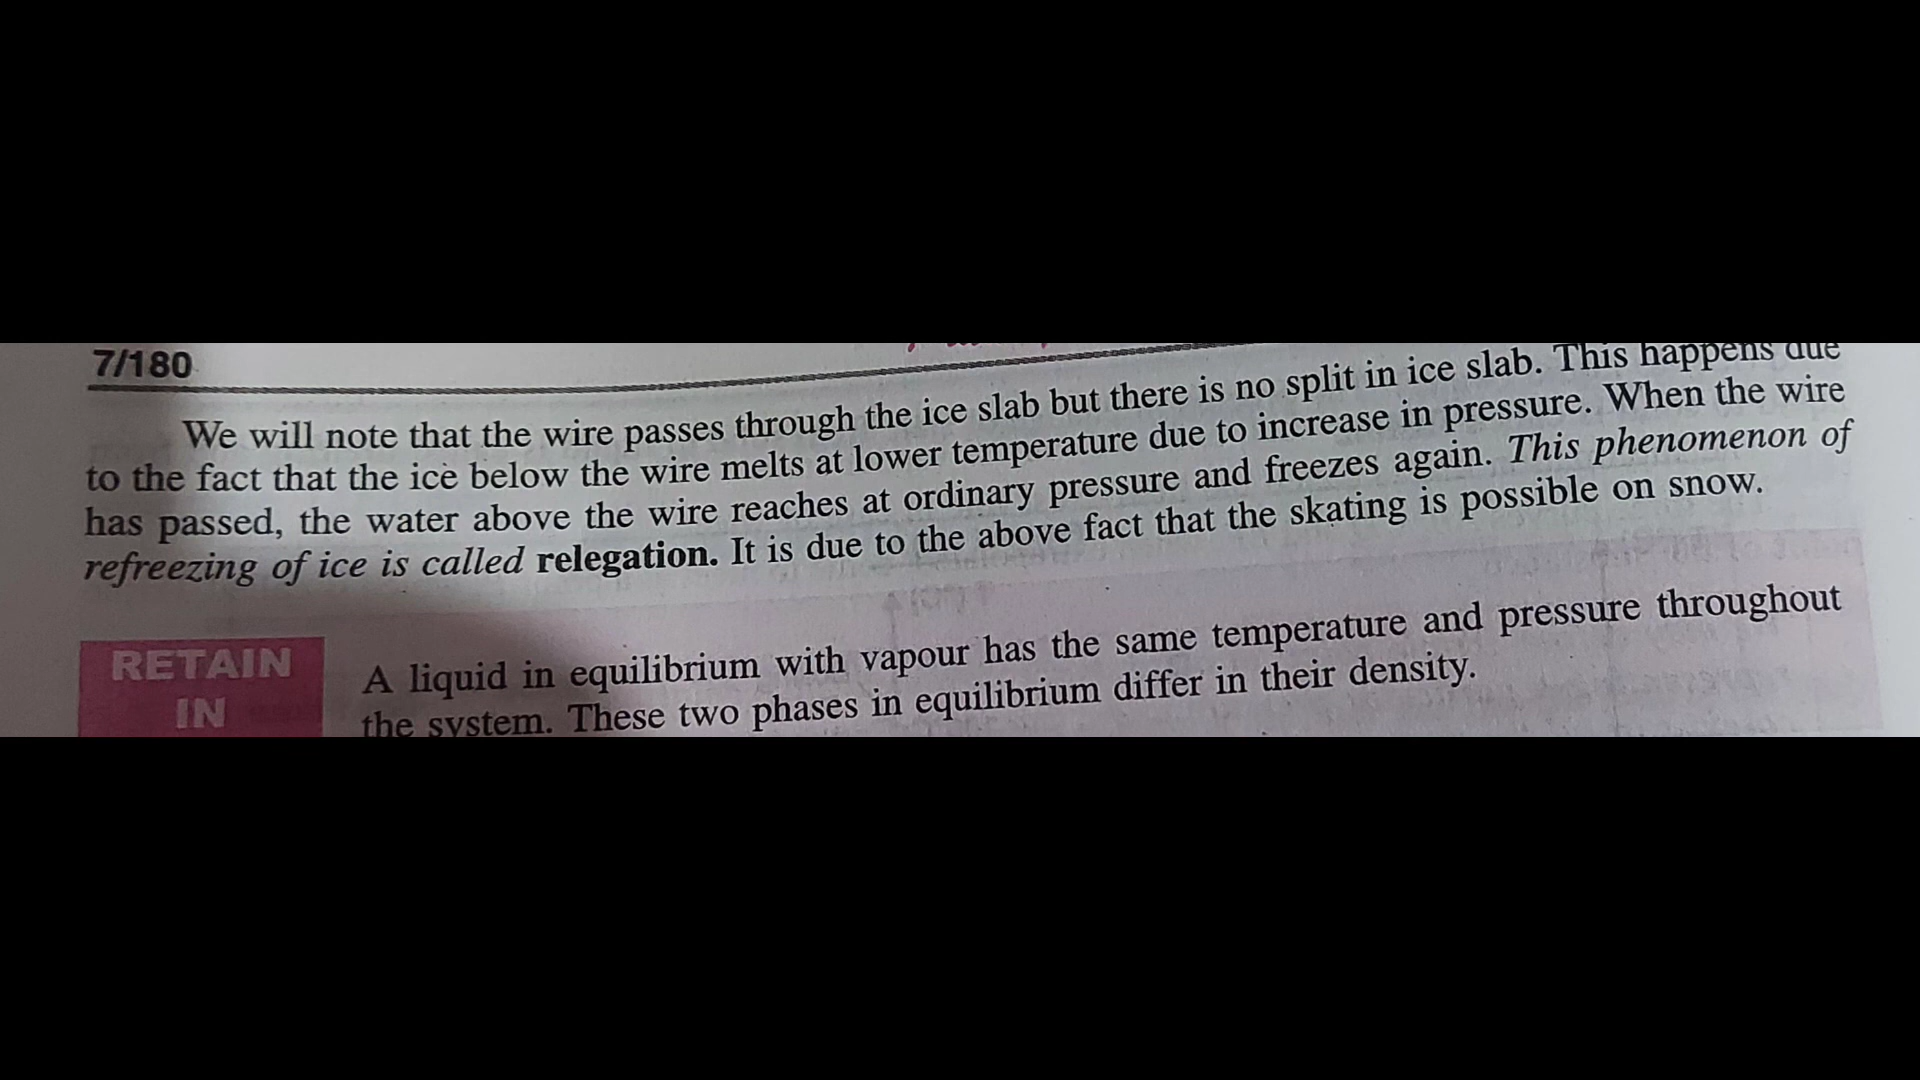 7/180
We will note that the wire passes through the ice slab but there is no split in ice slab. This happens due
to the fact that the ice below the wire melts at lower temperature due to increase in pressure. When the wire
has passed, the water above the wire reaches at ordinary pressure and freezes again. This phenomenon of
refreezing of ice is called relegation. It is due to the above fact that the skating is possible on snow.
RETAIN
IN
A liquid in equilibrium with vapour has the same temperature and pressure throughout
the system. These two phases in equilibrium differ in their density.